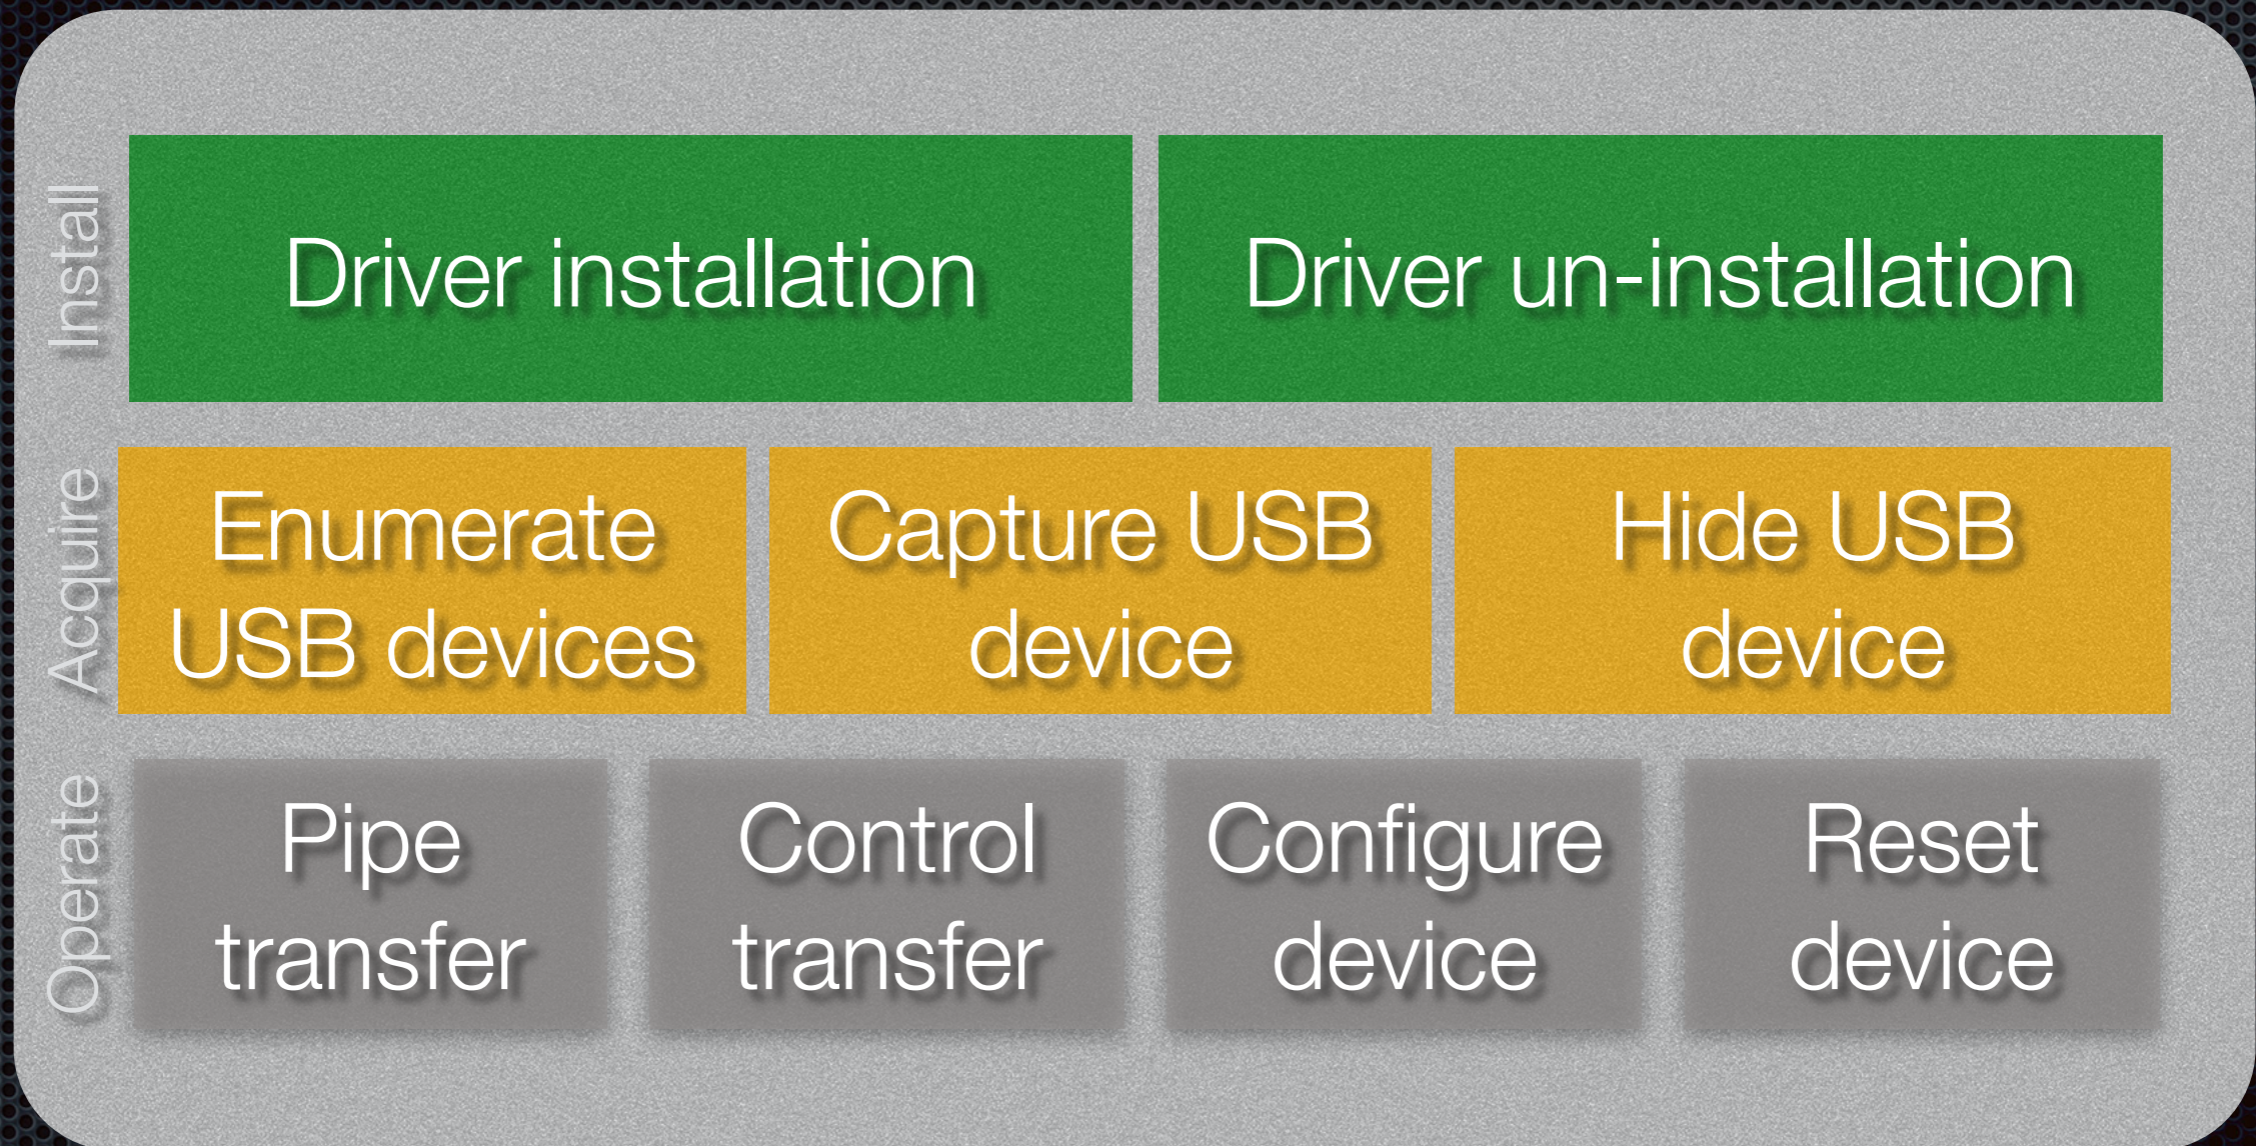 Install
Driver installation
Driver un-installation
Acquire
Enumerate
USB devices
Capture USB
device
Hide USB
device
Operate
Pipe
transfer
Control
transfer
Configure
device
Reset
device